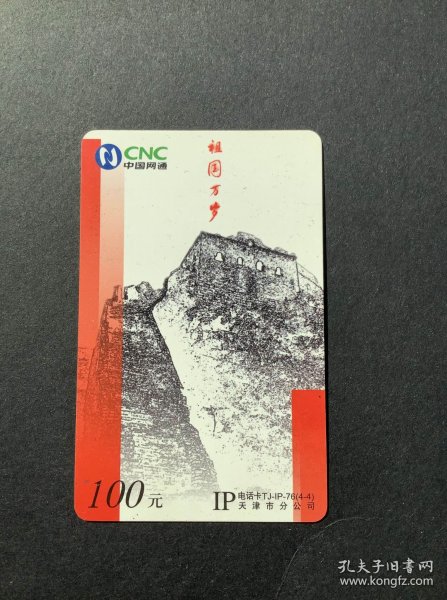 CNC
中国网通
祖国万岁
100元
IP 电话卡TJ-IP-76(4-4)
天津市分公司
孔夫子旧书网
www.kongfz.com